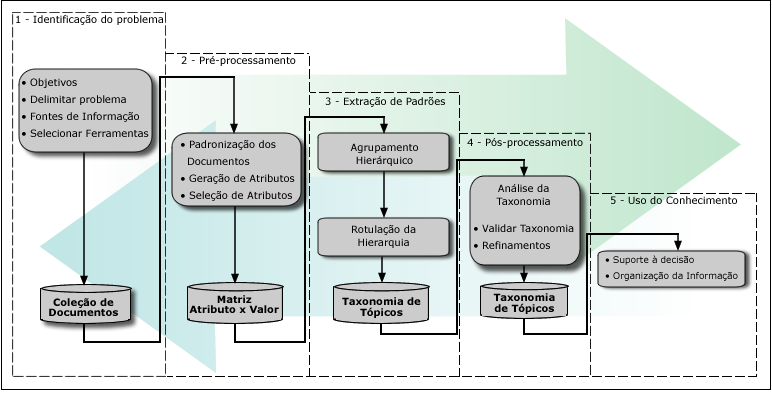 1 - Identificação do problema
• Objetivos
• Delimitar problema
• Fontes de Informação
• Selecionar Ferramentas
Coleção de
Documentos
2 - Pré-processamento
• Padronização dos
Documentos
• Geração de Atributos
• Seleção de Atributos
Matriz
Atributo x Valor
3 - Extração de Padrões
Agrupamento
Hierárquico
Rotulação da
Hierarquia
Taxonomia de
Tópicos
4 - Pós-processamento
Análise da
Taxonomia
• Validar Taxonomia
• Refinamentos
Taxonomia
de Tópicos
5 - Uso do Conhecimento
• Suporte à decisão
• Organização da Informação